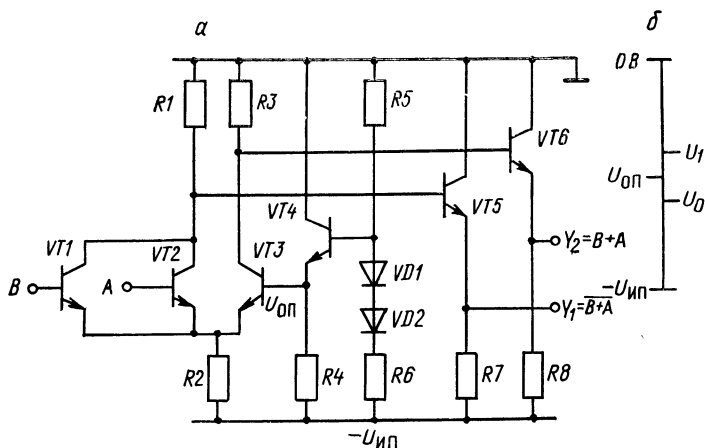 а
б
0 В
R1
R3
R5
VT6
U₁
Uоп
U₀
VT4
VT5
VT1
VT2
VT3
VD1
Y₂=B+A
B
A
Uоп
VD2
-Uип
Y₁=\overline{B+A}
R2
R4
R6
R7
R8
-Uип